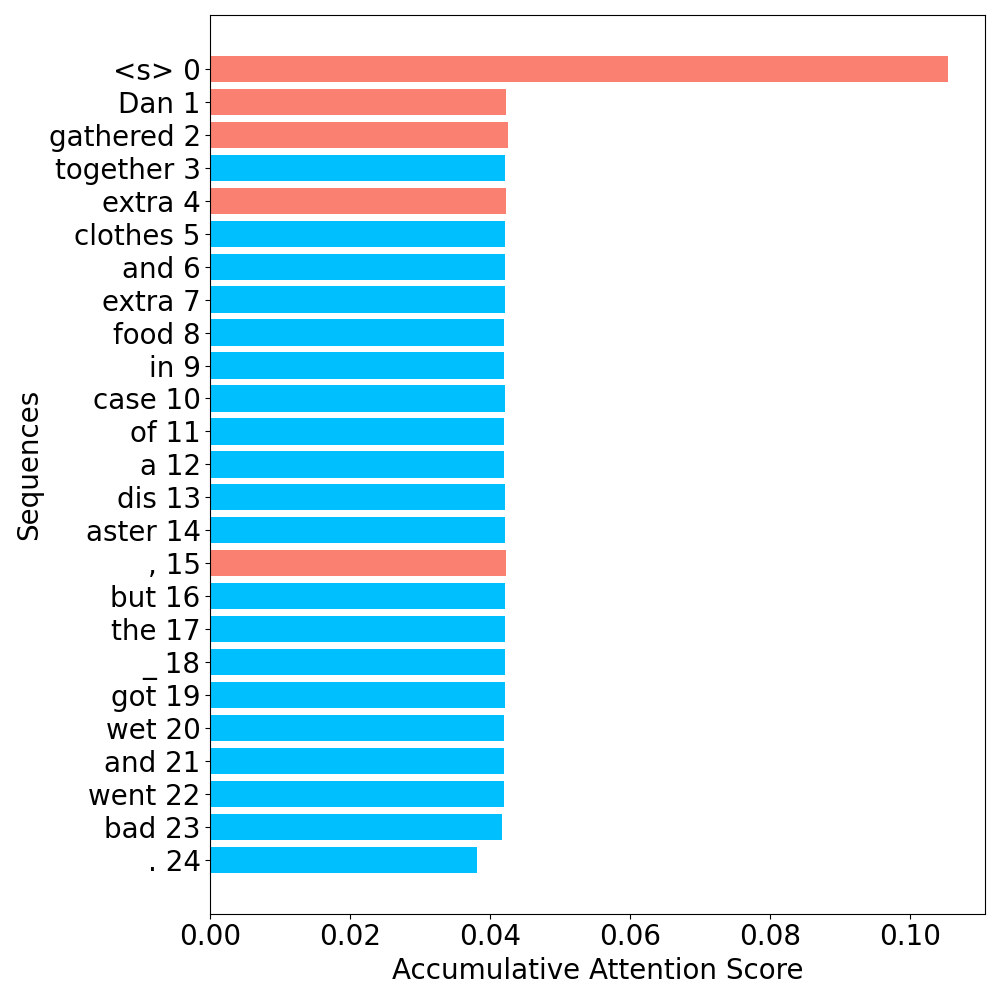 <s> 0
Dan 1
gathered 2
together 3
extra 4
clothes 5
and 6
extra 7
food 8
in 9
case 10
of 11
a 12
dis 13
aster 14
, 15
but 16
the 17
_ 18
got 19
wet 20
and 21
went 22
bad 23
. 24
Sequences
0.00 0.02 0.04 0.06 0.08 0.10
Accumulative Attention Score